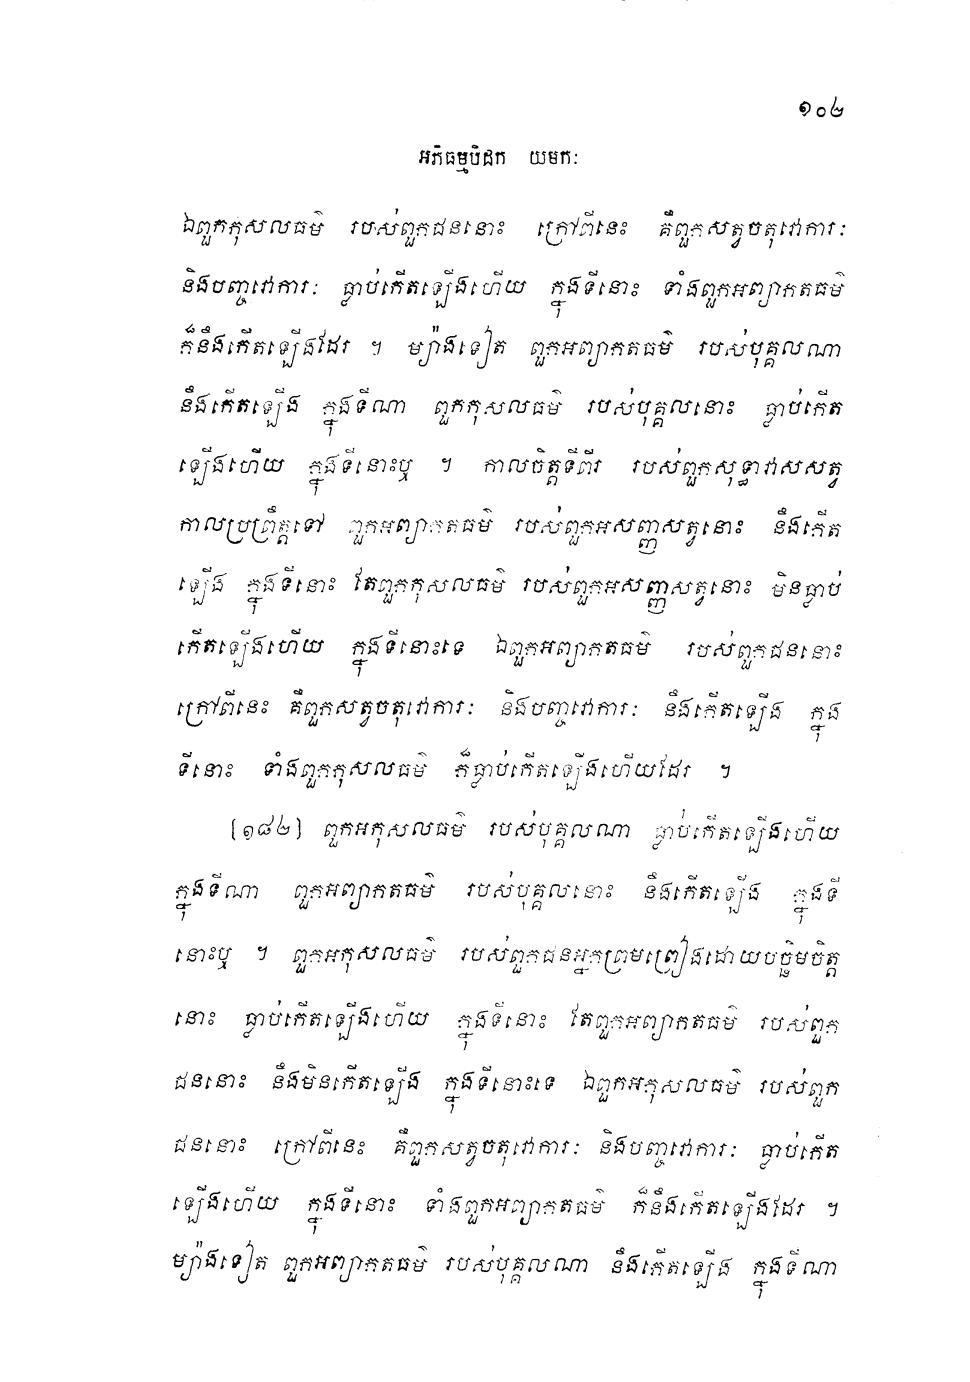 ១០៤
អភិធម្មបិដក យមកៈ
ឯពួកកុសលធម៌ របស់ពួកជននោះ ក្រៅពីនេះ គឺពួកសត្វចតុវោការៈ
និងបញ្ចវោការៈ ធ្លាប់កើតឡើងហើយ ក្នុងទីនោះ ទាំងពួកអព្យាកតធម៌
ក៏នឹងកើតឡើងដែរ ។ ម្យ៉ាងទៀត ពួកអព្យាកតធម៌ របស់បុគ្គលណា
នឹងកើតឡើង ក្នុងទីណា ពួកកុសលធម៌ របស់បុគ្គលនោះ ធ្លាប់កើត
ឡើងហើយ ក្នុងទីនោះឬ ។ កាលចិត្តទីពីរ របស់ពួកសុទ្ធាវាសសត្វ
កាលប្រព្រឹត្តទៅ ពួកអព្យាកតធម៌ របស់ពួកអសញ្ញសត្វនោះ នឹងកើត
ឡើង ក្នុងទីនោះ តែពួកកុសលធម៌ របស់ពួកអសញ្ញសត្វនោះ មិនធ្លាប់
កើតឡើងហើយ ក្នុងទីនោះទេ ឯពួកអព្យាកតធម៌ របស់ពួកជននោះ
ក្រៅពីនេះ គឺពួកសត្វចតុវោការៈ និងបញ្ចវោការៈ នឹងកើតឡើង ក្នុង
ទីនោះ ទាំងពួកកុសលធម៌ ក៏ធ្លាប់កើតឡើងហើយដែរ ។
(១៨៤) ពួកអកុសលធម៌ របស់បុគ្គលណា ធ្លាប់កើតឡើងហើយ
ក្នុងទីណា ពួកអព្យាកតធម៌ របស់បុគ្គលនោះ នឹងកើតឡើង ក្នុងទី
នោះឬ ។ ពួកអកុសលធម៌ របស់ពួកជនអ្នកព្រមព្រៀងដោយបច្ឆិមចិត្ត
នោះ ធ្លាប់កើតឡើងហើយ ក្នុងទីនោះ តែពួកអព្យាកតធម៌ របស់ពួក
ជននោះ នឹងមិនកើតឡើង ក្នុងទីនោះទេ ឯពួកអកុសលធម៌ របស់ពួក
ជននោះ ក្រៅពីនេះ គឺពួកសត្វចតុវោការៈ និងបញ្ចវោការៈ ធ្លាប់កើត
ឡើងហើយ ក្នុងទីនោះ ទាំងពួកអព្យាកតធម៌ ក៏នឹងកើតឡើងដែរ ។
ម្យ៉ាងទៀត ពួកអព្យាកតធម៌ របស់បុគ្គលណា នឹងកើតឡើង ក្នុងទីណា